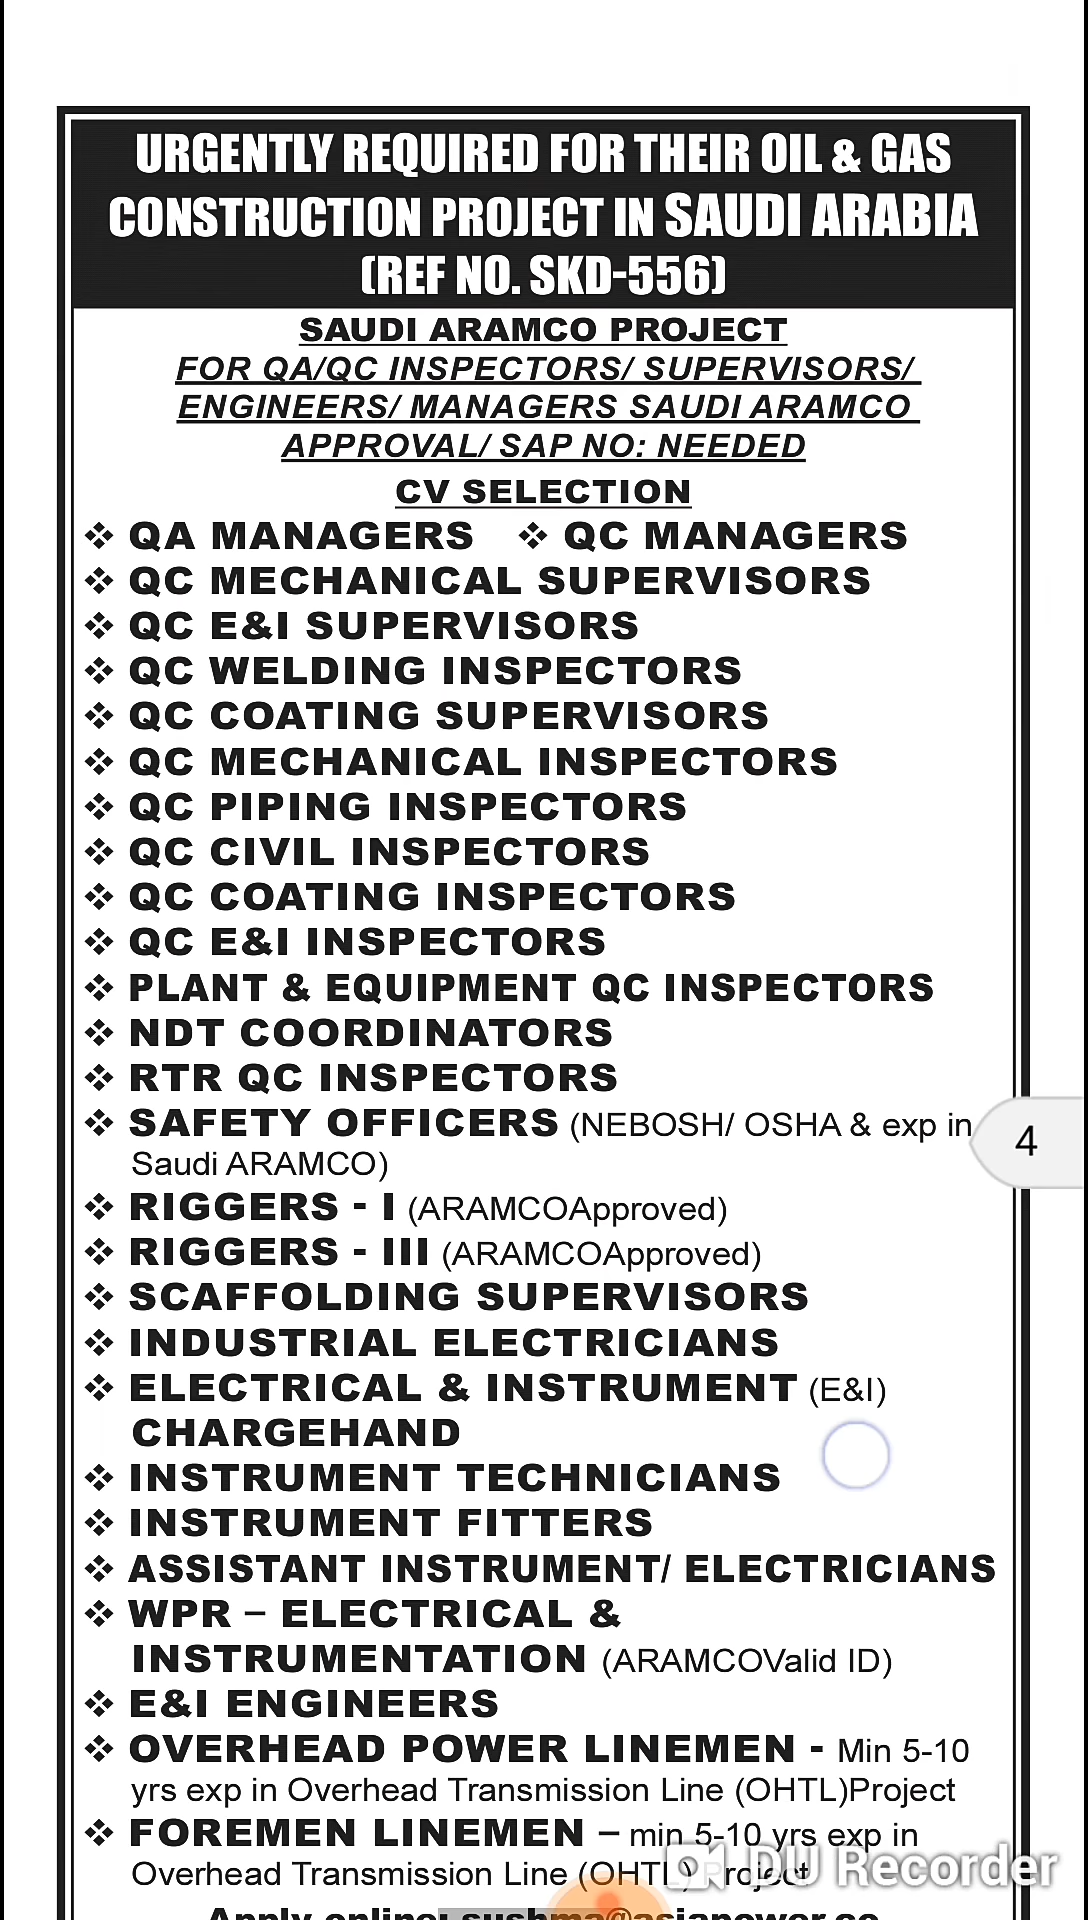 URGENTLY REQUIRED FOR THEIR OIL & GAS
CONSTRUCTION PROJECT IN SAUDI ARABIA
(REF NO. SKD-556)
SAUDI ARAMCO PROJECT
FOR QA/QC INSPECTORS/ SUPERVISORS/
ENGINEERS/ MANAGERS SAUDI ARAMCO
APPROVAL/ SAP NO: NEEDED
CV SELECTION
❖ QA MANAGERS ❖ QC MANAGERS
❖ QC MECHANICAL SUPERVISORS
❖ QC E&I SUPERVISORS
❖ QC WELDING INSPECTORS
❖ QC COATING SUPERVISORS
❖ QC MECHANICAL INSPECTORS
❖ QC PIPING INSPECTORS
❖ QC CIVIL INSPECTORS
❖ QC COATING INSPECTORS
❖ QC E&I INSPECTORS
❖ PLANT & EQUIPMENT QC INSPECTORS
❖ NDT COORDINATORS
❖ RTR QC INSPECTORS
❖ SAFETY OFFICERS (NEBOSH/ OSHA & exp in
Saudi ARAMCO)
4
❖ RIGGERS - I (ARAMCOApproved)
❖ RIGGERS - III (ARAMCOApproved)
❖ SCAFFOLDING SUPERVISORS
❖ INDUSTRIAL ELECTRICIANS
❖ ELECTRICAL & INSTRUMENT (E&I)
CHARGEHAND
❖ INSTRUMENT TECHNICIANS
❖ INSTRUMENT FITTERS
❖ ASSISTANT INSTRUMENT/ ELECTRICIANS
❖ WPR – ELECTRICAL &
INSTRUMENTATION (ARAMCOValid ID)
❖ E&I ENGINEERS
❖ OVERHEAD POWER LINEMEN - Min 5-10
yrs exp in Overhead Transmission Line (OHTL)Project
❖ FOREMEN LINEMEN – min 5-10 yrs exp in
Overhead Transmission Line (OHTL) Project
DU Recorder
Apply online: